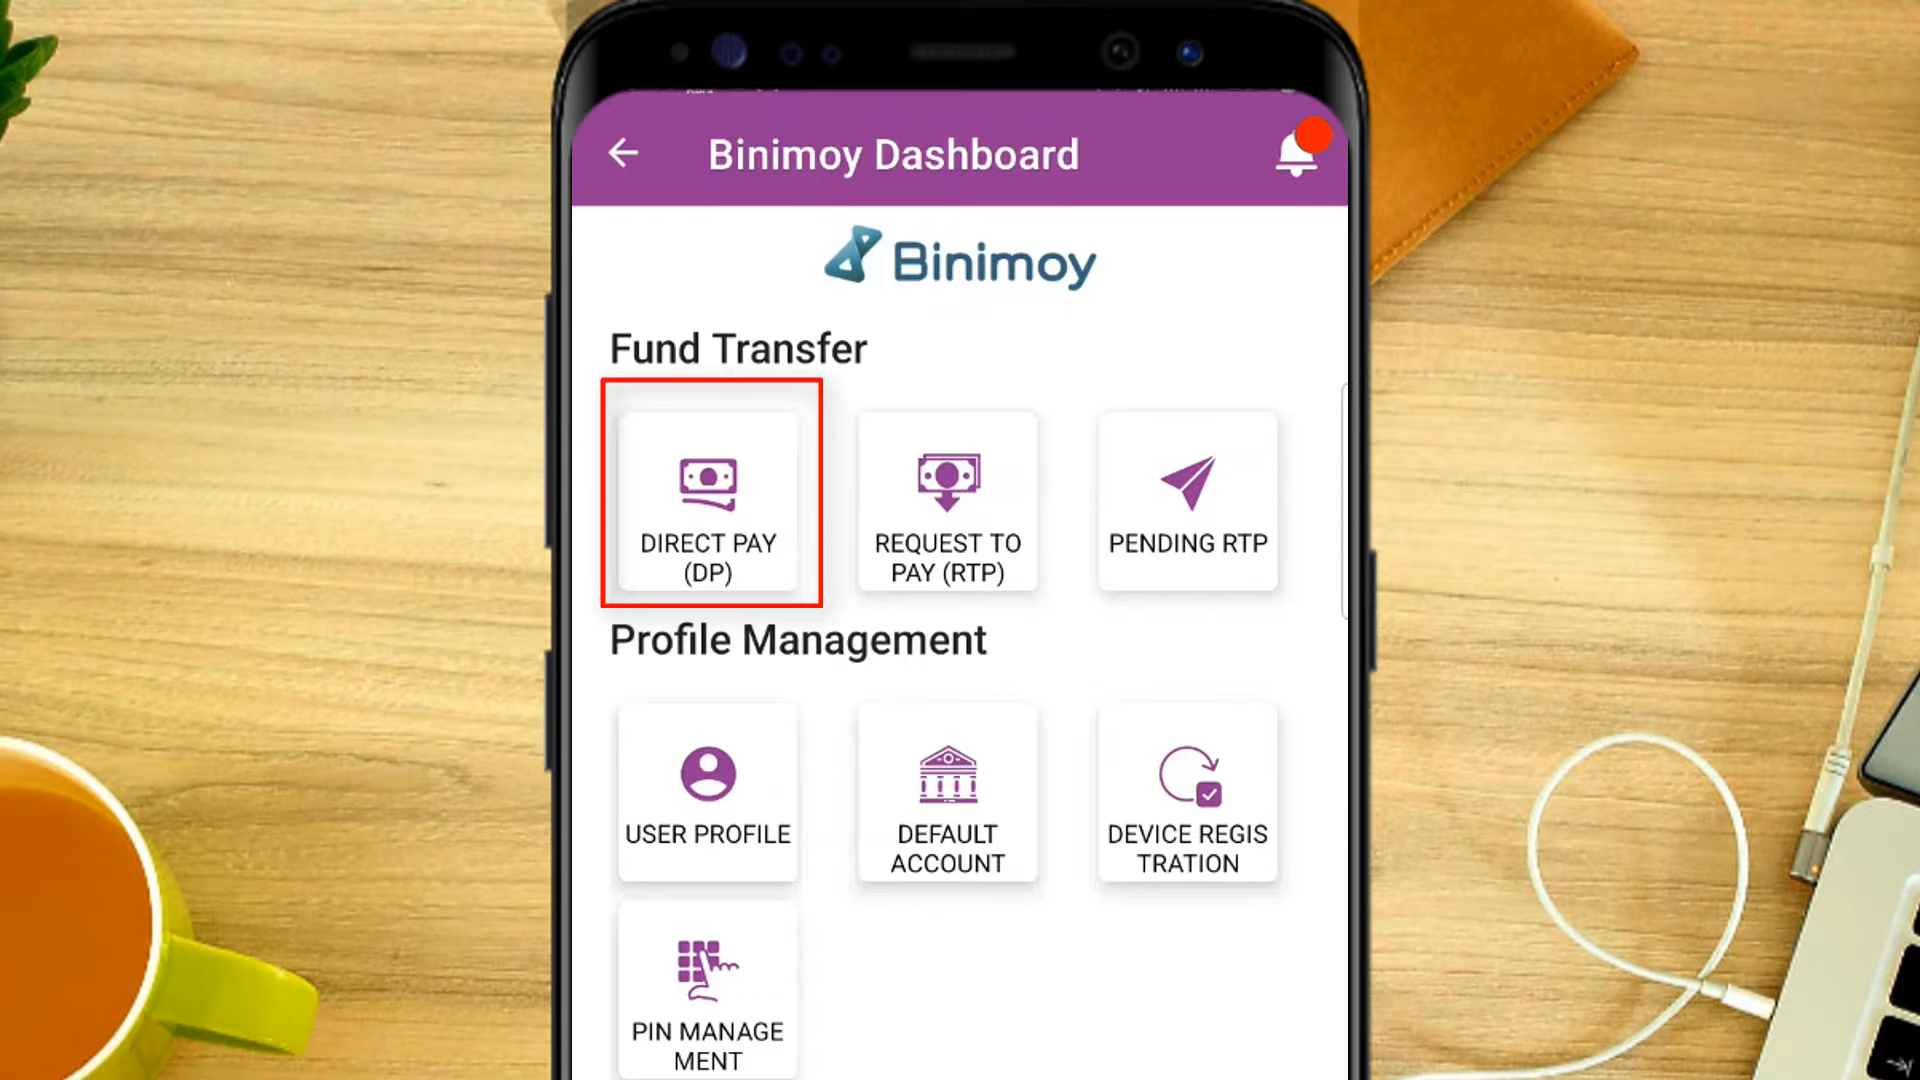 Binimoy Dashboard
Binimoy
Fund Transfer
DIRECT PAY
(DP)
REQUEST TO
PAY (RTP)
PENDING RTP
Profile Management
USER PROFILE
DEFAULT
ACCOUNT
DEVICE REGIS
TRATION
PIN MANAGE
MENT